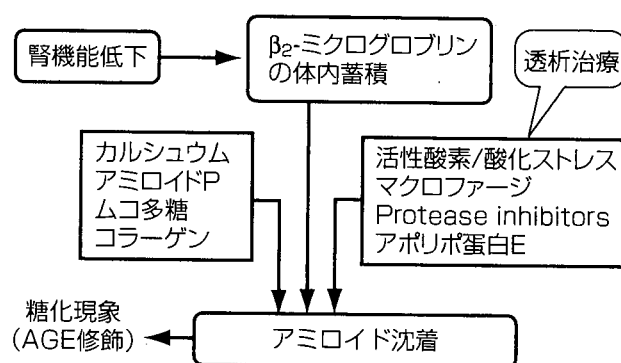 腎機能低下
β2-ミクログロブリン
の体内蓄積
透析治療
カルシュウム
アミロイドP
ムコ多糖
コラーゲン
活性酸素/酸化ストレス
マクロファージ
Protease inhibitors
アポリポ蛋白E
糖化現象
(AGE修飾)
アミロイド沈着